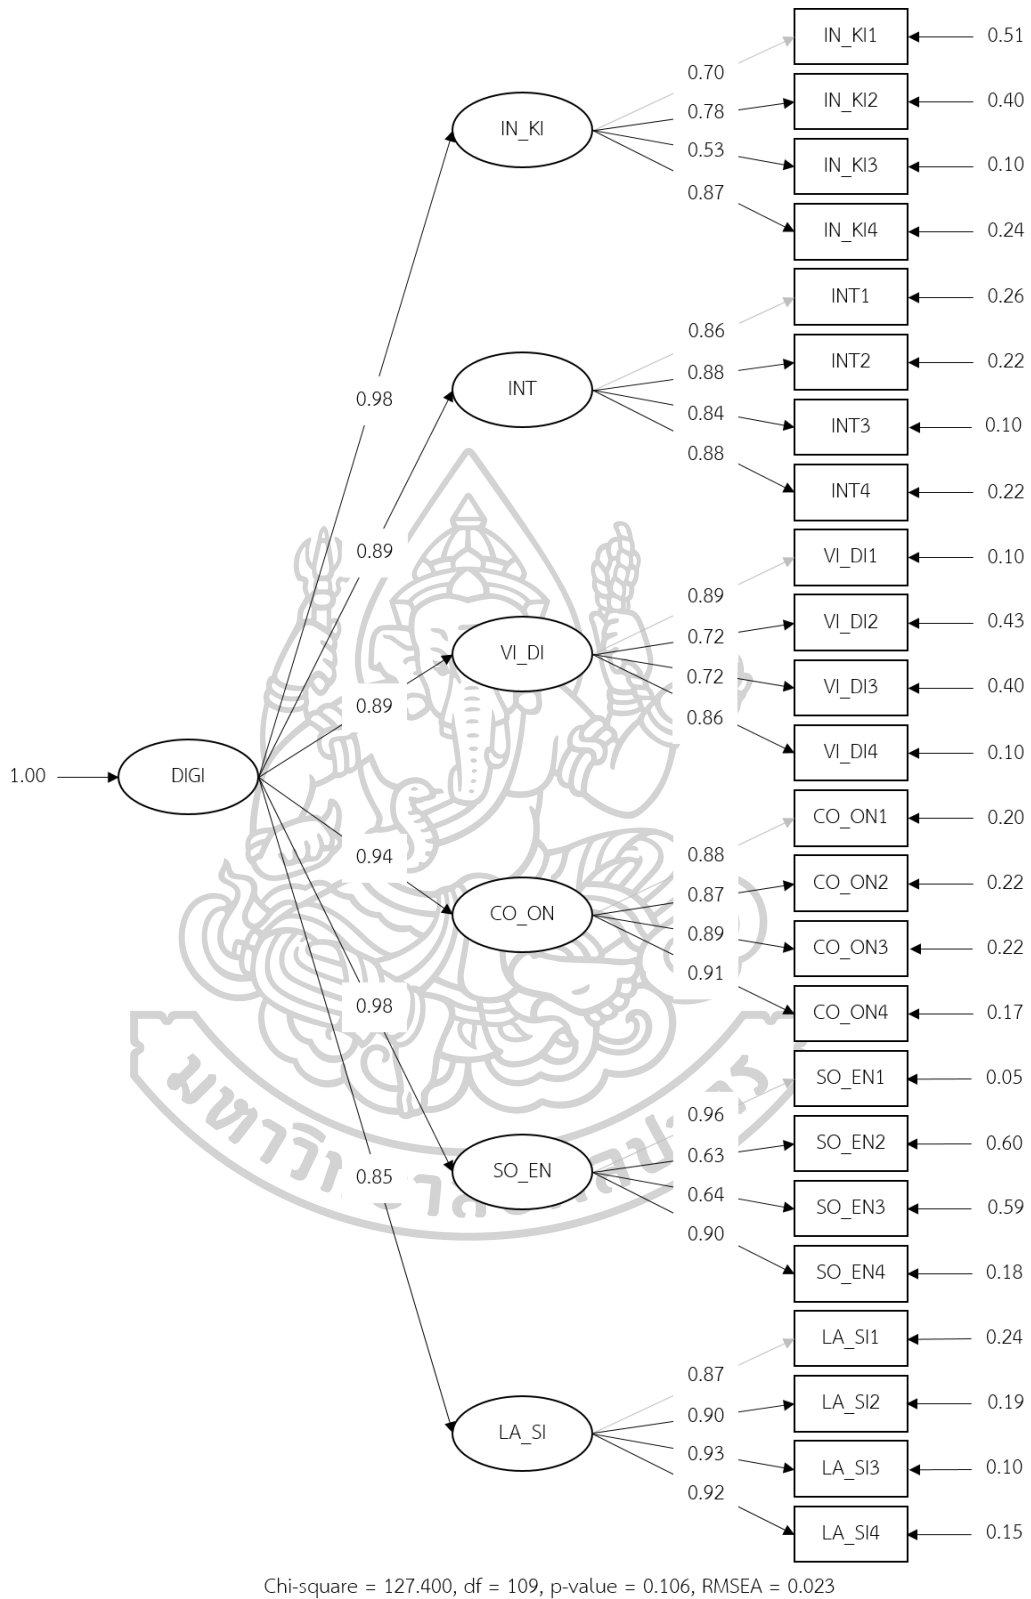 IN_KI1
0.51
0.70
IN_KI2
0.40
0.78
IN_KI
0.53
IN_KI3
0.10
0.87
IN_KI4
0.24
INT1
0.26
0.86
INT2
0.22
0.88
INT
0.98
0.84
INT3
0.10
0.88
INT4
0.22
0.89
VI_DI1
0.10
0.89
VI_DI2
0.43
0.72
VI_DI
0.72
VI_DI3
0.40
0.89
0.86
VI_DI4
0.10
1.00
DIGI
CO_ON1
0.20
0.94
0.88
CO_ON2
0.22
0.87
CO_ON
0.89
CO_ON3
0.22
0.91
0.98
CO_ON4
0.17
SO_EN1
0.05
0.96
SO_EN2
0.60
0.63
SO_EN
0.85
0.64
SO_EN3
0.59
0.90
SO_EN4
0.18
LA_SI1
0.24
0.87
LA_SI2
0.19
0.90
LA_SI
0.93
LA_SI3
0.10
0.92
LA_SI4
0.15
Chi-square = 127.400, df = 109, p-value = 0.106, RMSEA = 0.023